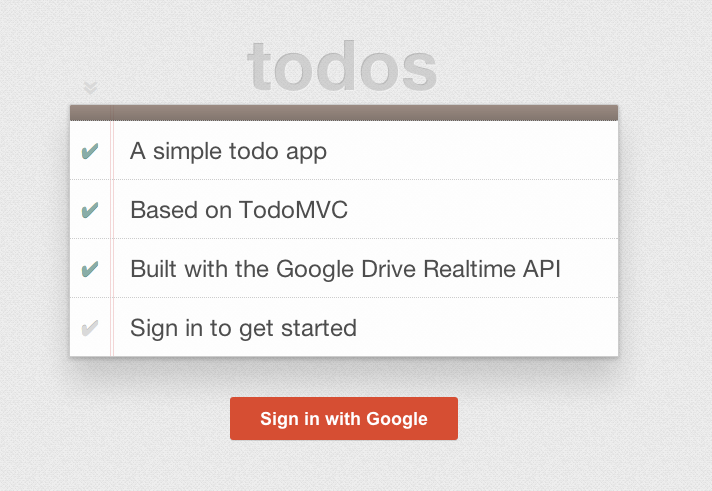 todos
A simple todo app
Based on TodoMVC
Built with the Google Drive Realtime API
Sign in to get started
Sign in with Google